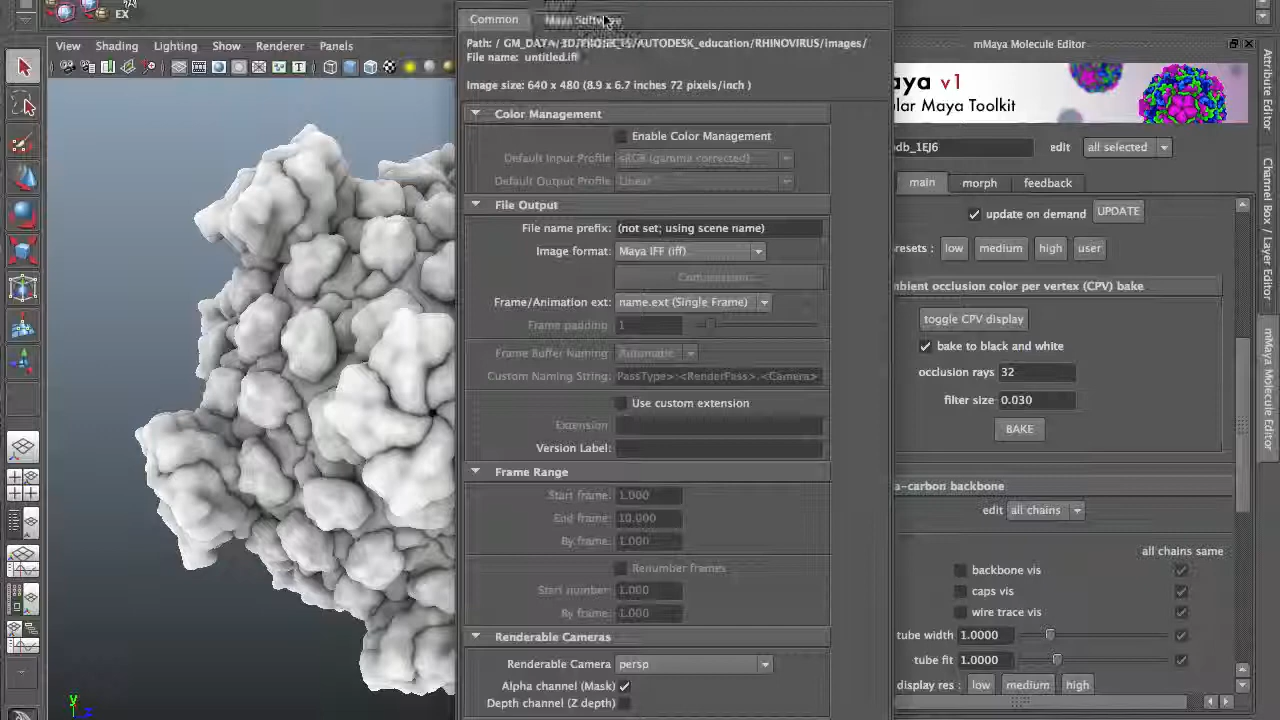 EX
Common
Maya Software
View Shading Lighting Show Renderer Panels
Path: / GM_DATA/3D/PROJECTS/AUTODESK_education/RHINOVIRUS/images/
File name: untitled.iff
Image size: 640 x 480 (8.9 x 6.7 inches 72 pixels/inch )
Color Management
Enable Color Management
Default Input Profile sRGB (gamma corrected)
Default Output Profile Linear
File Output
File name prefix: (not set; using scene name)
Image format: Maya IFF (iff)
Compression...
Frame/Animation ext: name.ext (Single Frame)
Frame padding 1
Frame Buffer Naming: Automatic
Custom Naming String: PassType>:<RenderPass>.<Camera>
Use custom extension
Extension
Version Label:
Frame Range
Start frame: 1.000
End frame: 10.000
By frame: 1.000
Renumber frames
Start number: 1.000
By frame: 1.000
Renderable Cameras
Renderable Camera persp
Alpha channel (Mask)
Depth channel (Z depth)
y
z
mMaya Molecule Editor
aya v1
lar Maya Toolkit
db_1EJ6 edit all selected
main morph feedback
update on demand UPDATE
resets : low medium high user
mbient occlusion color per vertex (CPV) bake
toggle CPV display
bake to black and white
occlusion rays 32
filter size 0.030
BAKE
a-carbon backbone
edit all chains
all chains same
backbone vis
caps vis
wire trace vis
tube width 1.0000
tube fit 1.0000
display res : low medium high
Attribute Editor
Channel Box / Layer Editor
mMaya Molecule Editor